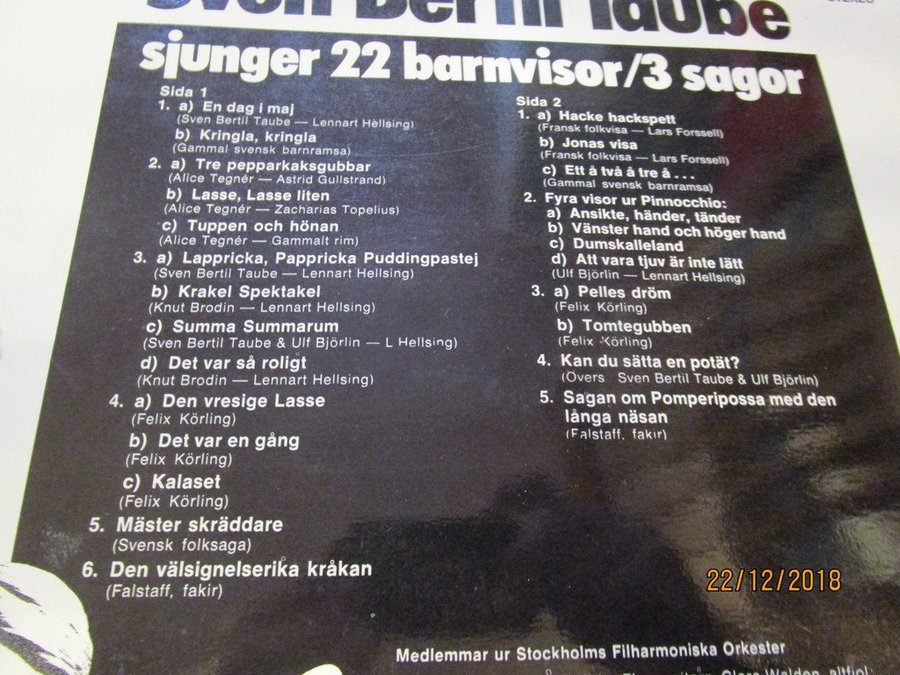 Sven Bertil Taube
STEREO
sjunger 22 barnvisor/3 sagor
Sida 1
1. a) En dag i maj
(Sven Bertil Taube — Lennart Hellsing)
b) Kringla, kringla
(Gammal svensk barnramsa)
2. a) Tre pepparkaksgubbar
(Alice Tegnér — Astrid Gullstrand)
b) Lasse, Lasse liten
(Alice Tegnér — Zacharias Topelius)
c) Tuppen och hönan
(Alice Tegnér — Gammalt rim)
3. a) Lappricka, Pappricka Puddingpastej
(Sven Bertil Taube — Lennart Hellsing)
b) Krakel Spektakel
(Knut Brodin — Lennart Hellsing)
c) Summa Summarum
(Sven Bertil Taube & Ulf Björlin — L Hellsing)
d) Det var så roligt
(Knut Brodin — Lennart Hellsing)
4. a) Den vresige Lasse
(Felix Körling)
b) Det var en gång
(Felix Körling)
c) Kalaset
(Felix Körling)
5. Mäster skräddare
(Svensk folksaga)
6. Den välsignelserika kråkan
(Falstaff, fakir)
Sida 2
1. a) Hacke hackspett
(Fransk folkvisa — Lars Forssell)
b) Jonas visa
(Fransk folkvisa — Lars Forssell)
c) Ett å två å tre å . . .
(Gammal svensk barnramsa)
2. Fyra visor ur Pinnocchio:
a) Ansikte, händer, tänder
b) Vänster hand och höger hand
c) Dumskalleland
d) Att vara tjuv är inte lätt
(Ulf Björlin — Lennart Hellsing)
3. a) Pelles dröm
(Felix Körling)
b) Tomtegubben
(Felix Körling)
4. Kan du sätta en potät?
(Övers Sven Bertil Taube & Ulf Björlin)
5. Sagan om Pomperipossa med den
långa näsan
(Falstaff, fakir)
22/12/2018
Medlemmar ur Stockholms Filharmoniska Orkester
Walden, altfiol: